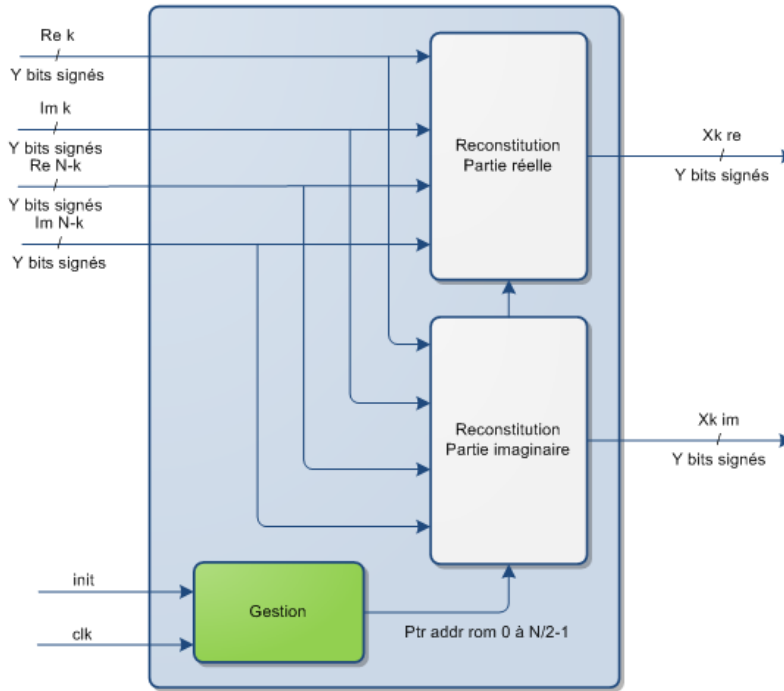 Re k
Y bits signés
Im k
Y bits signés
Re N-k
Y bits signés
Im N-k
Y bits signés
Reconstitution
Partie réelle
Xk re
Y bits signés
Reconstitution
Partie imaginaire
Xk im
Y bits signés
init
clk
Gestion
Ptr addr rom 0 à N/2-1